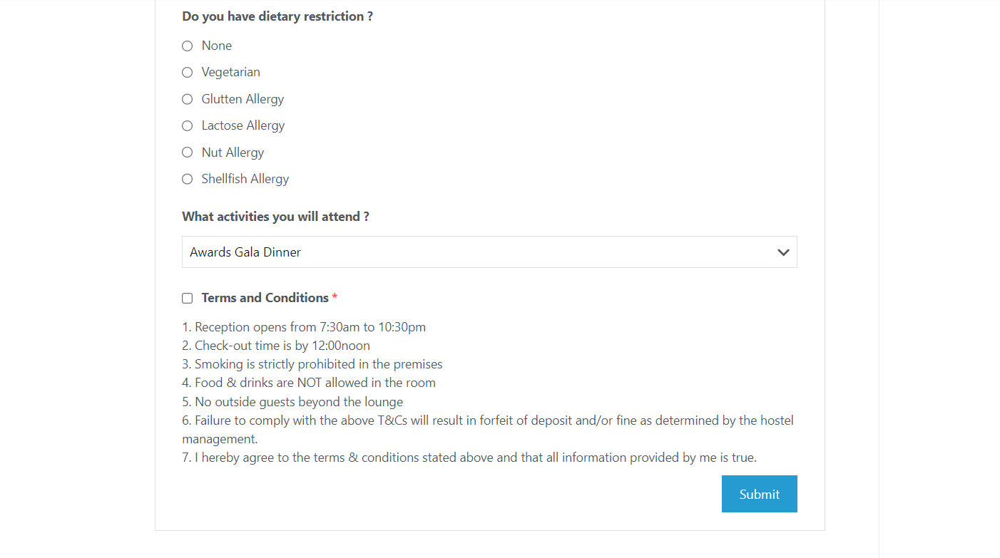 Do you have dietary restriction ?
None
Vegetarian
Glutten Allergy
Lactose Allergy
Nut Allergy
Shellfish Allergy
What activities you will attend ?
Awards Gala Dinner
Terms and Conditions *
1. Reception opens from 7:30am to 10:30pm
2. Check-out time is by 12:00noon
3. Smoking is strictly prohibited in the premises
4. Food & drinks are NOT allowed in the room
5. No outside guests beyond the lounge
6. Failure to comply with the above T&Cs will result in forfeit of deposit and/or fine as determined by the hostel
management.
7. I hereby agree to the terms & conditions stated above and that all information provided by me is true.
Submit